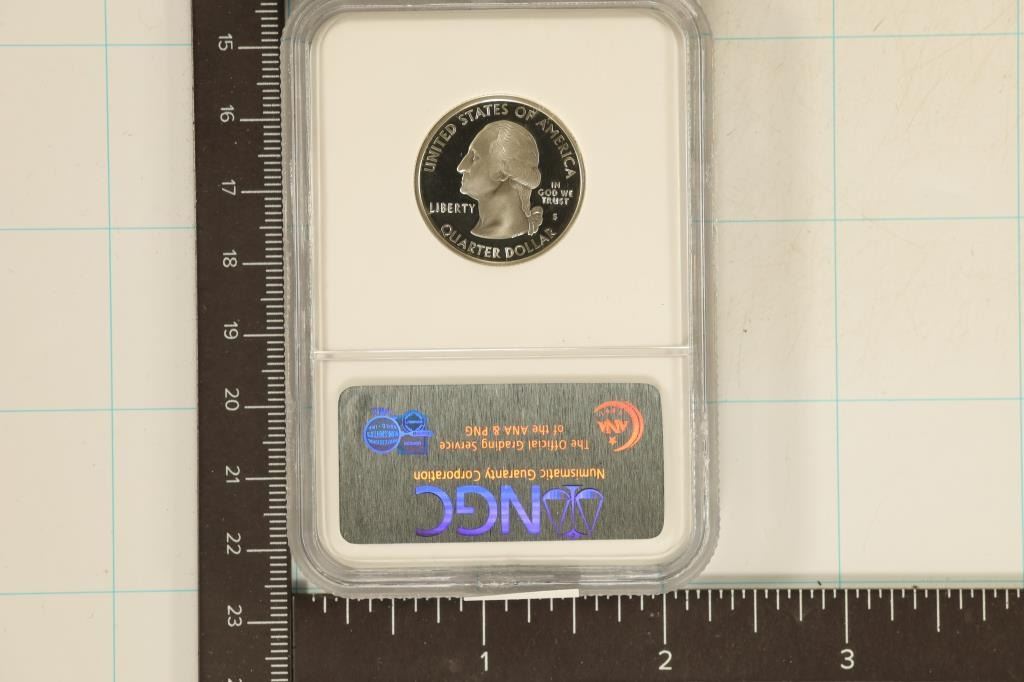 15
16
17
18
19
20
21
22
23
UNITED STATES OF AMERICA
LIBERTY
IN
GOD WE
TRUST
S
QUARTER DOLLAR
NGC
Numismatic Guaranty Corporation
The Official Grading Service
of the ANA & PNG
ANA
1
2
3